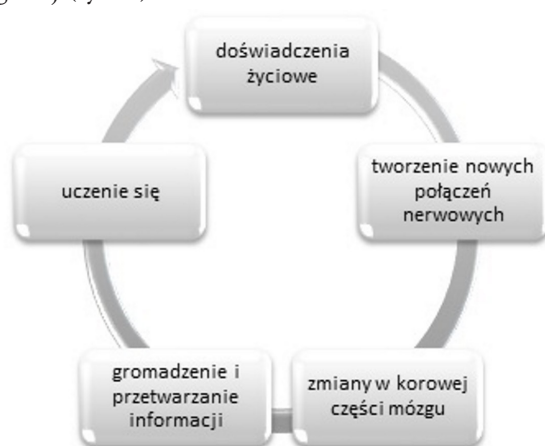 doświadczenia
życiowe
tworzenie nowych
połączeń
nerwowych
zmiany w korowej
części mózgu
gromadzenie i
przetwarzanie
informacji
uczenie się